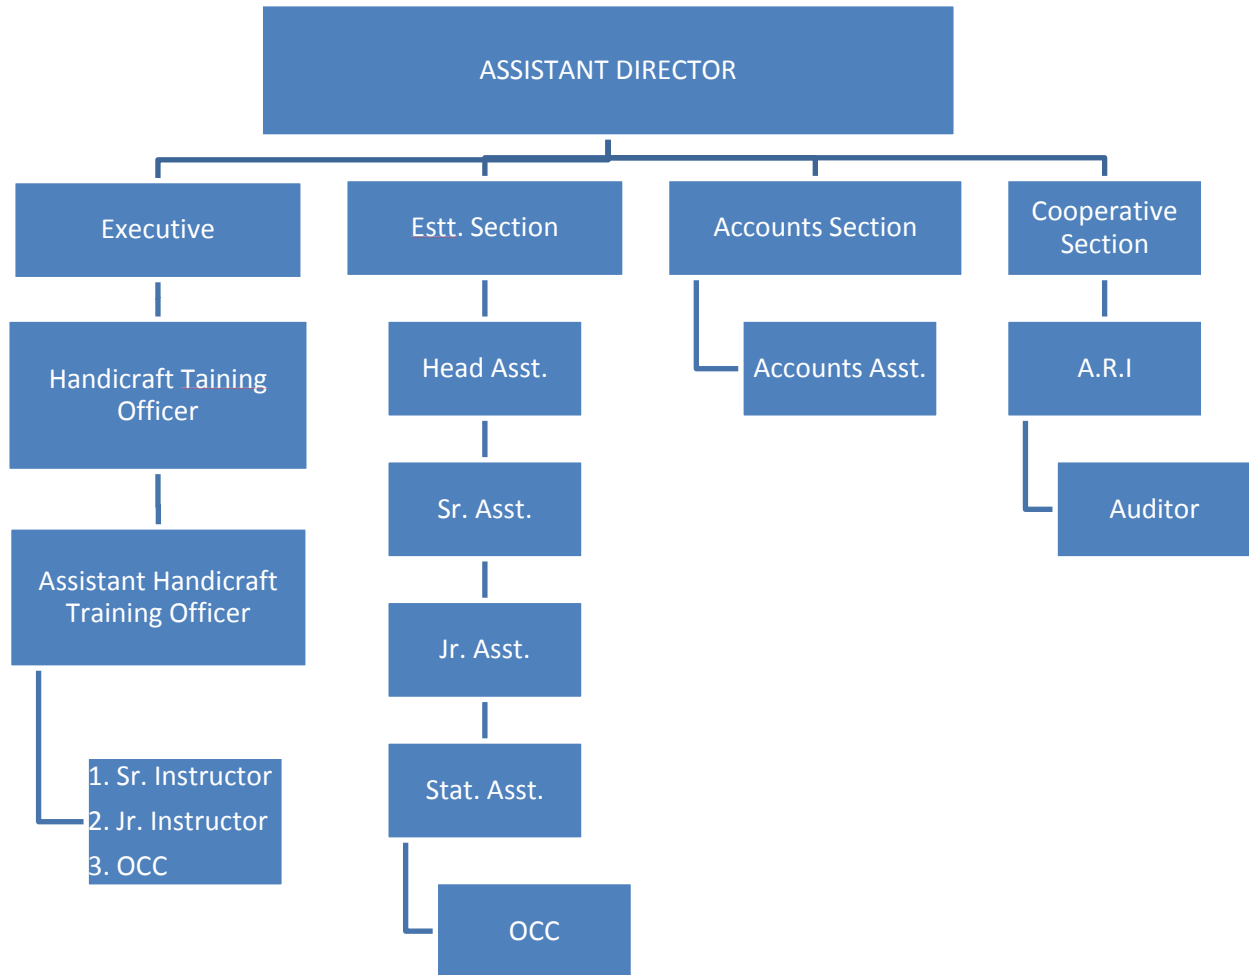 ASSISTANT DIRECTOR
Executive
Estt. Section
Accounts Section
Cooperative
Section
Handicraft Taining
Officer
Head Asst.
Accounts Asst.
A.R.I
Sr. Asst.
Auditor
Assistant Handicraft
Training Officer
Jr. Asst.
1. Sr. Instructor
2. Jr. Instructor
3. OCC
Stat. Asst.
OCC